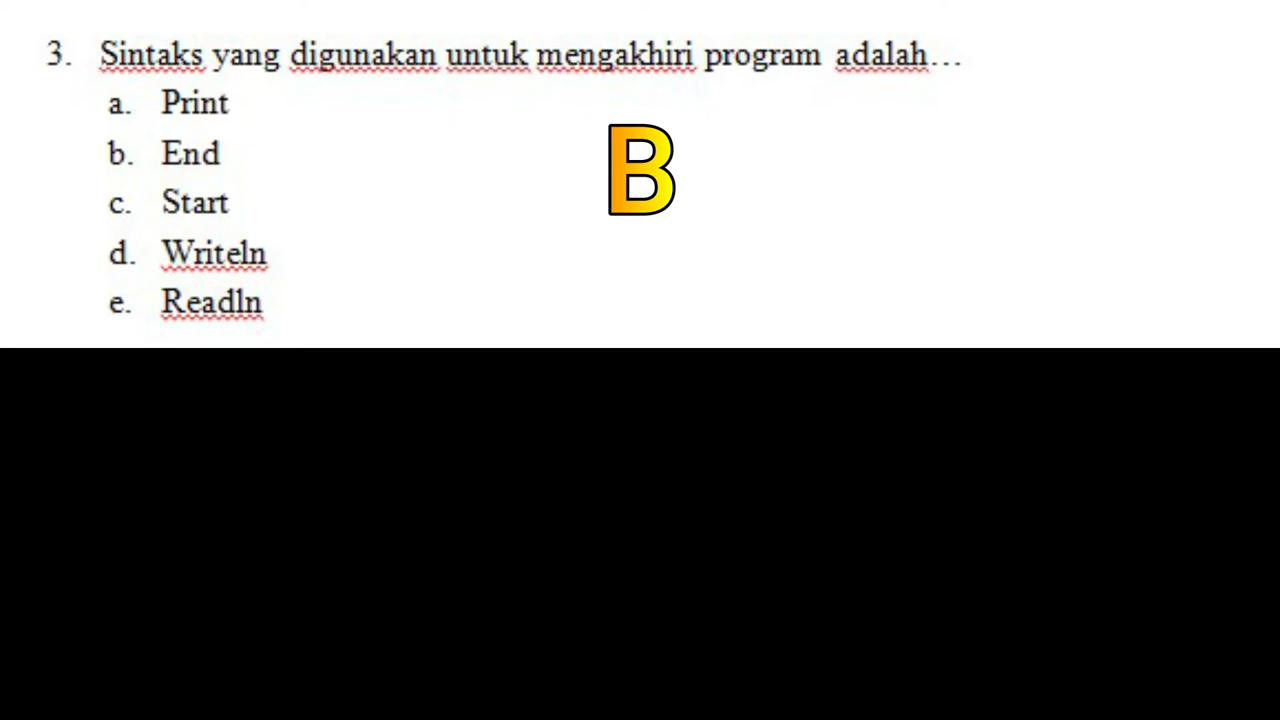 3. Sintaks yang digunakan untuk mengakhiri program adalah…
a. Print
b. End
c. Start
d. Writeln
e. Readln
B